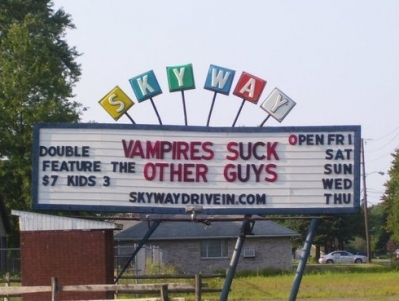 SKYWAY
DOUBLE VAMPIRES SUCK OPEN FRI
FEATURE THE OTHER GUYS SAT
$7 KIDS 3 SUN
WED
SKYWAYDRIVEIN.COM THU